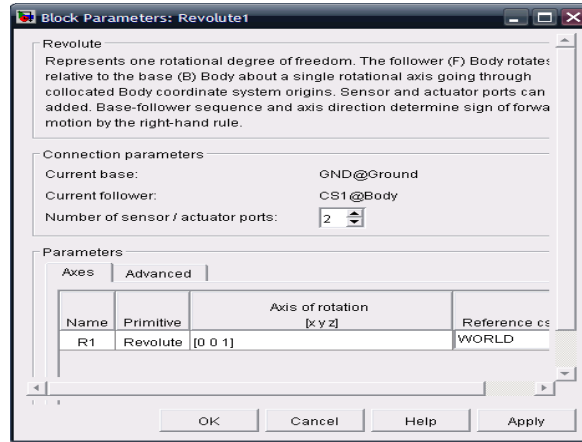 Block Parameters: Revolute1
Revolute
Represents one rotational degree of freedom. The follower (F) Body rotates
relative to the base (B) Body about a single rotational axis going through
collocated Body coordinate system origins. Sensor and actuator ports can
added. Base-follower sequence and axis direction determine sign of forwa
motion by the right-hand rule.
Connection parameters
Current base: GND@Ground
Current follower: CS1@Body
Number of sensor / actuator ports: 2
Parameters
Axes Advanced
Name Primitive Axis of rotation [x y z] Reference cs
R1 Revolute [0 0 1] WORLD
OK Cancel Help Apply